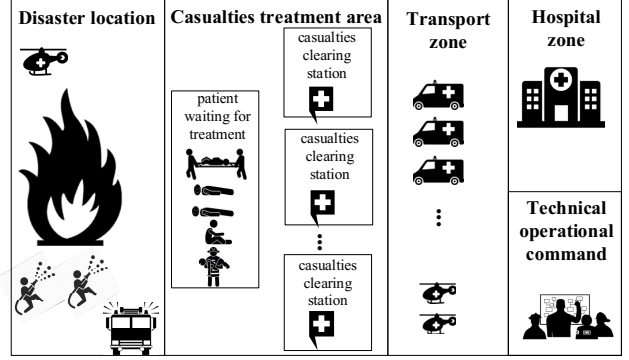 Disaster location
Casualties treatment area
patient
waiting for
treatment
casualties
clearing
station
casualties
clearing
station
casualties
clearing
station
Transport
zone
Hospital
zone
Technical
operational
command